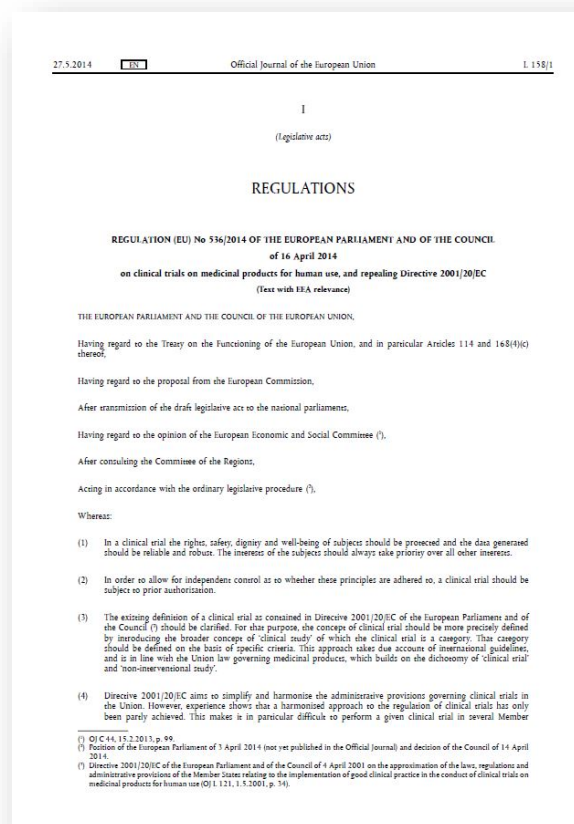 27.5.2014 EN Official Journal of the European Union L 158/1
I
(Legislative acts)
REGULATIONS
REGULATION (EU) No 536/2014 OF THE EUROPEAN PARLIAMENT AND OF THE COUNCIL
of 16 April 2014
on clinical trials on medicinal products for human use, and repealing Directive 2001/20/EC
(Text with EEA relevance)
THE EUROPEAN PARLIAMENT AND THE COUNCIL OF THE EUROPEAN UNION,
Having regard to the Treaty on the Functioning of the European Union, and in particular Articles 114 and 168(4)(c)
thereof,
Having regard to the proposal from the European Commission,
After transmission of the draft legislative act to the national parliaments,
Having regard to the opinion of the European Economic and Social Committee (¹),
After consulting the Committee of the Regions,
Acting in accordance with the ordinary legislative procedure (²),
Whereas:
(1) In a clinical trial the rights, safety, dignity and well-being of subjects should be protected and the data generated
should be reliable and robust. The interests of the subjects should always take priority over all other interests.
(2) In order to allow for independent control as to whether these principles are adhered to, a clinical trial should be
subject to prior authorisation.
(3) The existing definition of a clinical trial as contained in Directive 2001/20/EC of the European Parliament and of
the Council (³) should be clarified. For that purpose, the concept of clinical trial should be more precisely defined
by introducing the broader concept of 'clinical study' of which the clinical trial is a category. That category
should be defined on the basis of specific criteria. This approach takes due account of international guidelines,
and is in line with the Union law governing medicinal products, which builds on the dichotomy of 'clinical trial'
and 'non-interventional study'.
(4) Directive 2001/20/EC aims to simplify and harmonise the administrative provisions governing clinical trials in
the Union. However, experience shows that a harmonised approach to the regulation of clinical trials has only
been partly achieved. This makes it in particular difficult to perform a given clinical trial in several Member
(¹) OJ C 44, 15.2.2013, p. 99.
(²) Position of the European Parliament of 3 April 2014 (not yet published in the Official Journal) and decision of the Council of 14 April
2014.
(³) Directive 2001/20/EC of the European Parliament and of the Council of 4 April 2001 on the approximation of the laws, regulations and
administrative provisions of the Member States relating to the implementation of good clinical practice in the conduct of clinical trials on
medicinal products for human use (OJ L 121, 1.5.2001, p. 34).